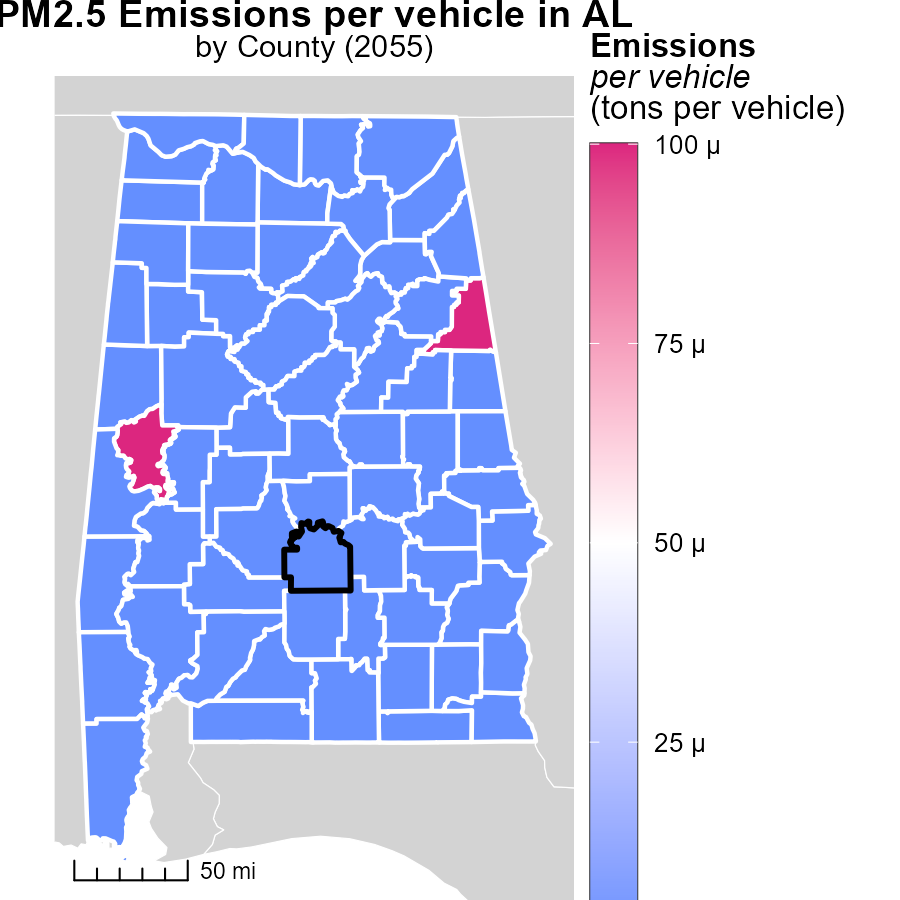 PM2.5 Emissions per vehicle in AL
by County (2055)
Emissions
per vehicle
(tons per vehicle)
100 µ
75 µ
50 µ
25 µ
50 mi